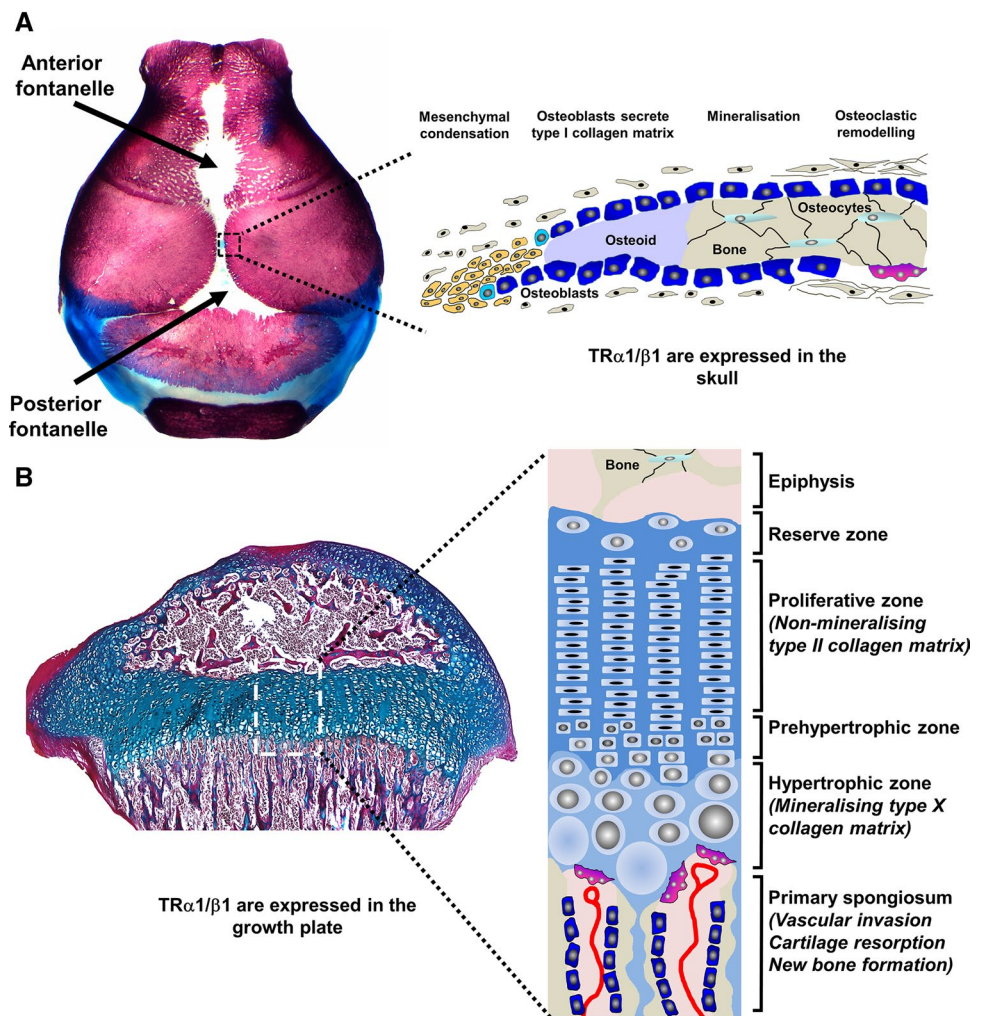 A
Anterior
fontanelle
Posterior
fontanelle
Mesenchymal
condensation
Osteoblasts secrete
type I collagen matrix
Mineralisation
Osteoclastic
remodelling
Osteocytes
Osteoid
Bone
Osteoblasts
TRα1/β1 are expressed in the
skull
B
Bone
Epiphysis
Reserve zone
Proliferative zone
(Non-mineralising
type II collagen matrix)
Prehypertrophic zone
Hypertrophic zone
(Mineralising type X
collagen matrix)
Primary spongiosum
(Vascular invasion
Cartilage resorption
New bone formation)
TRα1/β1 are expressed in the
growth plate